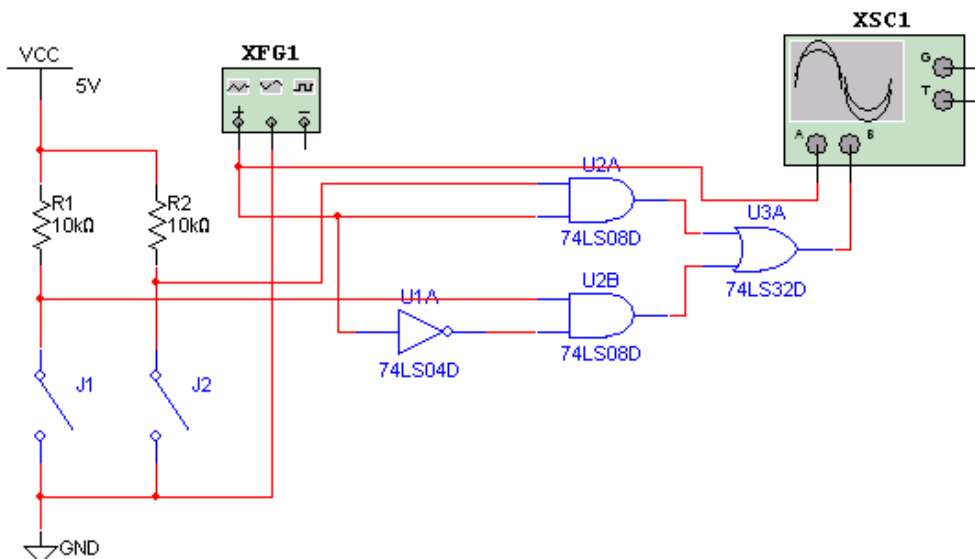 XSC1
XFG1
VCC
5V
G
T
A
B
U2A
R1
10kΩ
R2
10kΩ
74LS08D
U3A
74LS32D
U1A
U2B
74LS04D
74LS08D
J1
J2
GND